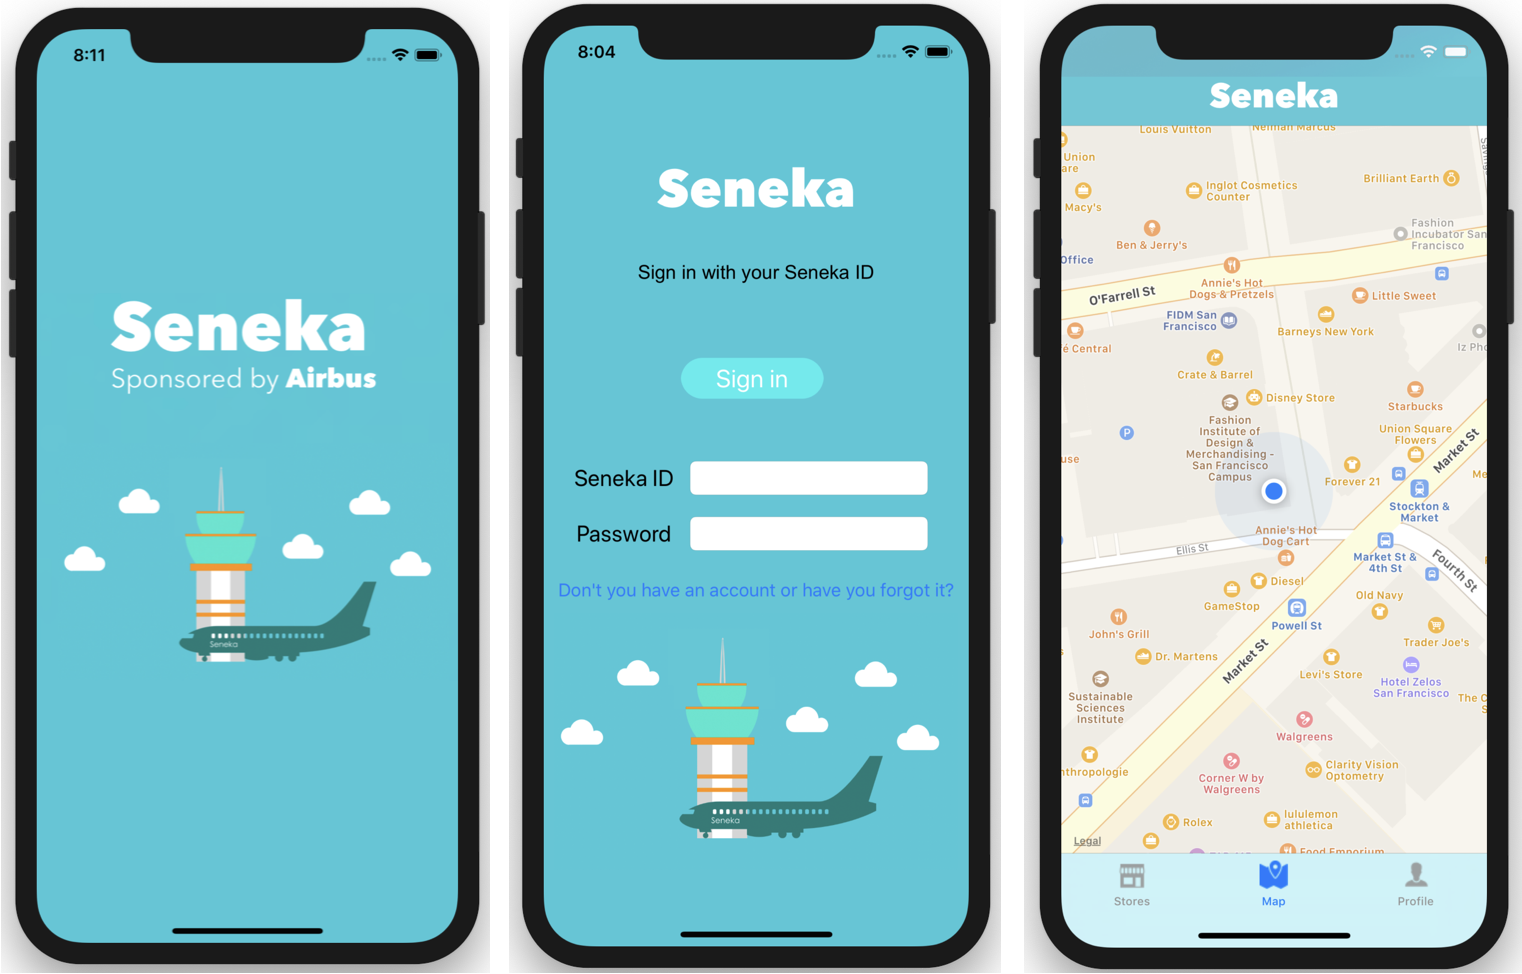 8:11
Seneka
Sponsored by Airbus
Seneka
8:04
Seneka
Sign in with your Seneka ID
Sign in
Seneka ID
Password
Don't you have an account or have you forgot it?
Seneka
Seneka
Louis Vuitton
Neiman Marcus
Union
are
Macy's
Inglot Cosmetics
Counter
Brilliant Earth
Ben & Jerry's
Fashion
Incubator San
Francisco
Office
O'Farrell St
Annie's Hot
Dogs & Pretzels
Little Sweet
FIDM San
Francisco
Barneys New York
é Central
Iz Pho
Crate & Barrel
Disney Store
Starbucks
Fashion
Institute of
Design &
Merchandising -
San Francisco
Campus
P
Union Square
Flowers
Market St
use
Forever 21
Me
Stockton &
Market
Annie's Hot
Dog Cart
Ellis St
Market St &
4th St
Fourth St
Diesel
GameStop
Old Navy
Powell St
John's Grill
Trader Joe's
Market St
Dr. Martens
Levi's Store
Hotel Zelos
San Francisco
Sustainable
Sciences
Institute
The C
S
Walgreens
nthropologie
Corner W by
Walgreens
Clarity Vision
Optometry
Rolex
lululemon
athletica
Legal
Food Emporium
Stores
Map
Profile